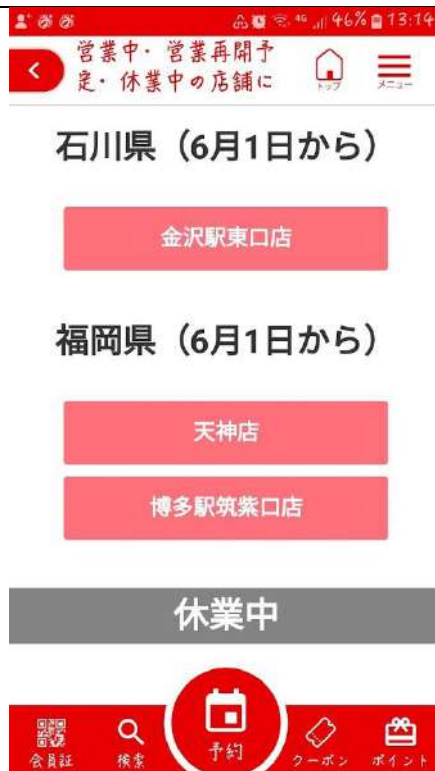 46% 13:14
営業中・営業再開予
定・休業中の店舗に
トップ
メニュー
石川県（6月1日から）
金沢駅東口店
福岡県（6月1日から）
天神店
博多駅筑紫口店
休業中
会員証
検索
予約
クーポン
ポイント